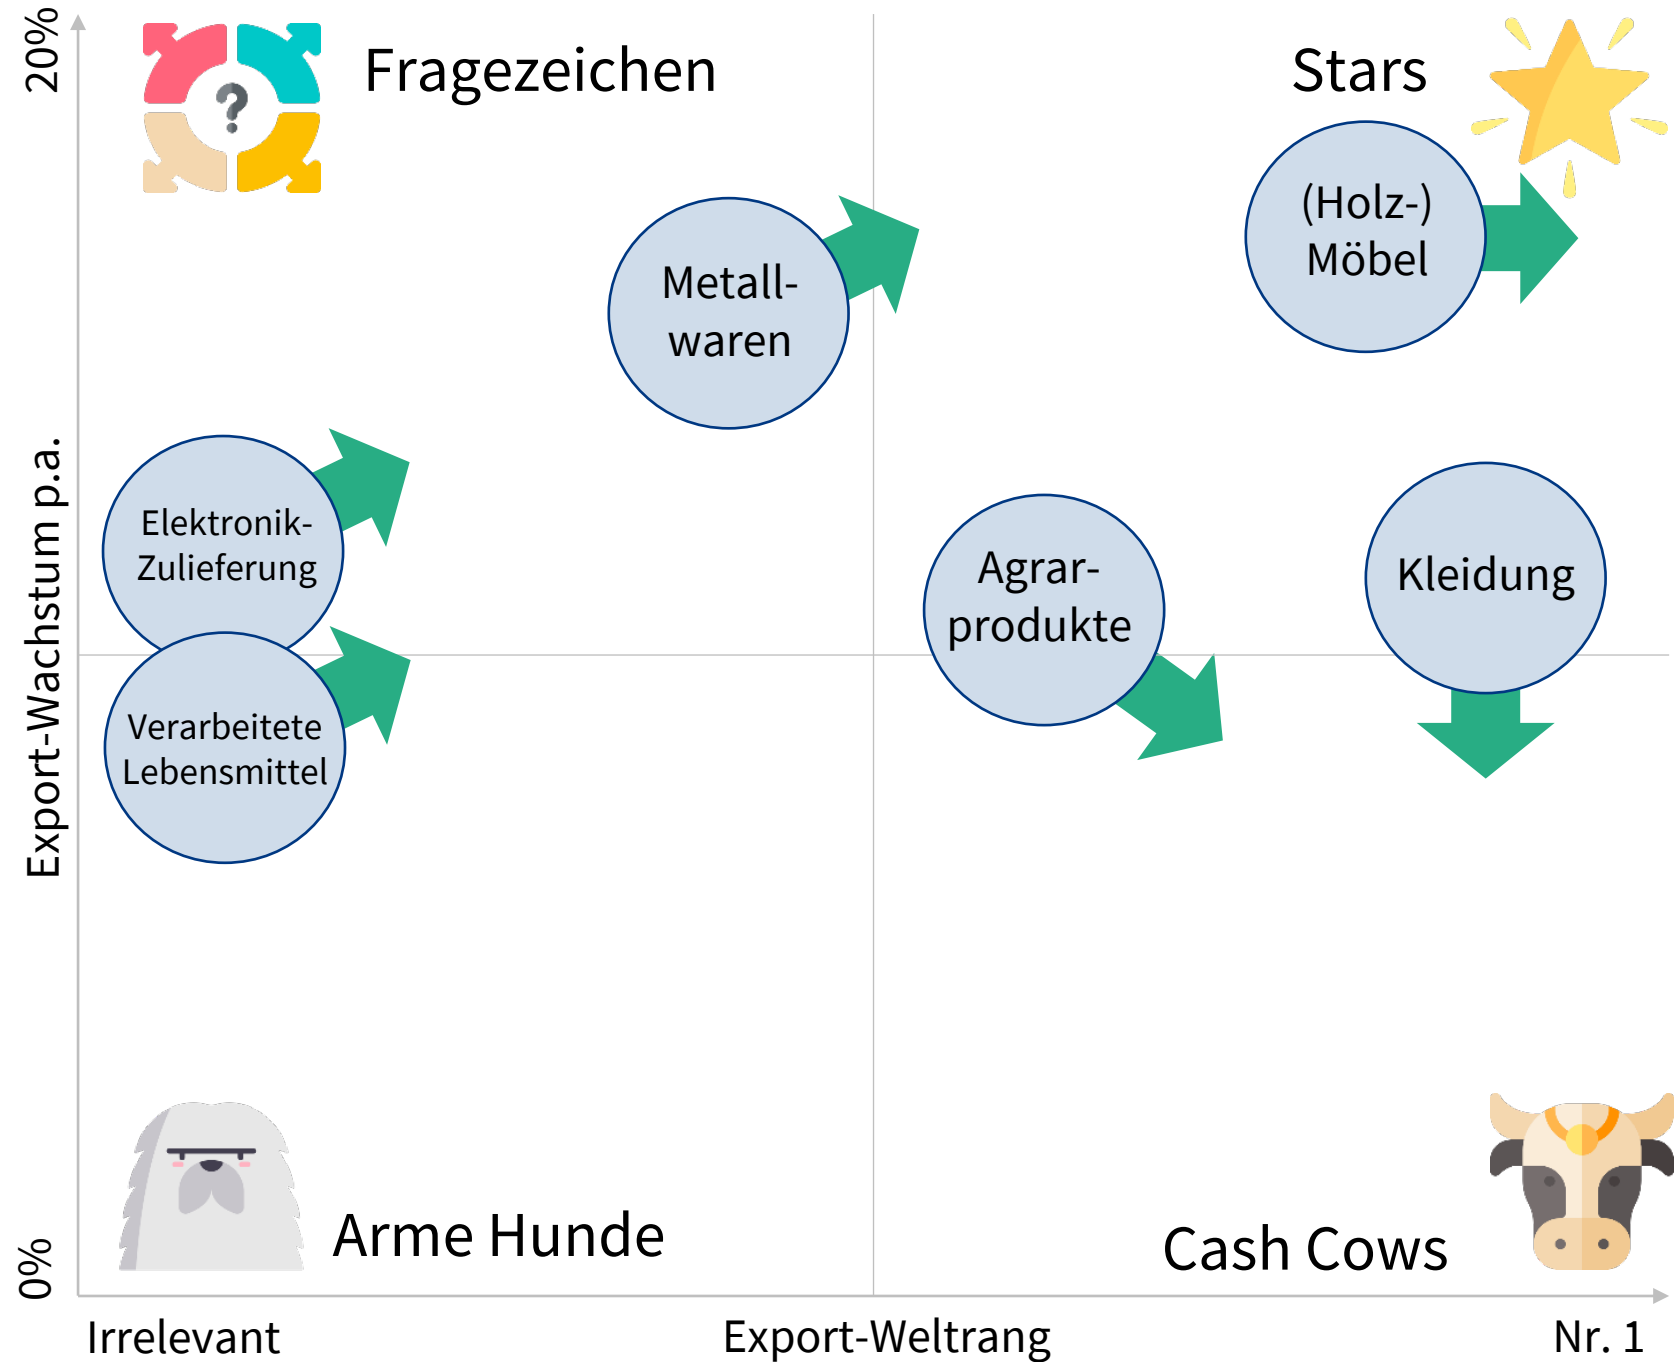 20%
Fragezeichen
Stars
?
(Holz-)
Möbel
Metall-
waren
Export-Wachstum p.a.
Elektronik-
Zulieferung
Agrar-
produkte
Kleidung
Verarbeitete
Lebensmittel
Arme Hunde
Cash Cows
0%
Irrelevant
Export-Weltrang
Nr. 1